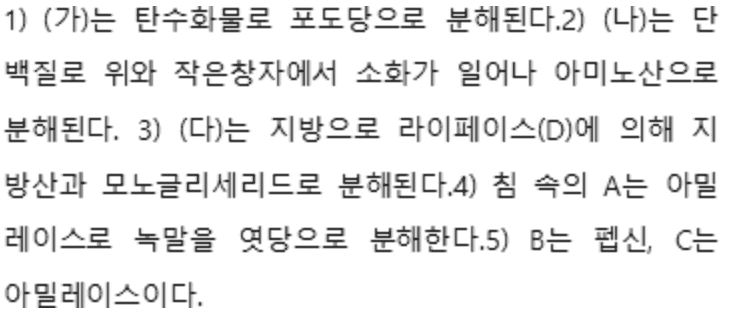 1) (가)는 탄수화물로 포도당으로 분해된다.2) (나)는 단
백질로 위와 작은창자에서 소화가 일어나 아미노산으로
분해된다. 3) (다)는 지방으로 라이페이스(D)에 의해 지
방산과 모노글리세리드로 분해된다.4) 침 속의 A는 아밀
레이스로 녹말을 엿당으로 분해한다.5) B는 펩신, C는
아밀레이스이다.